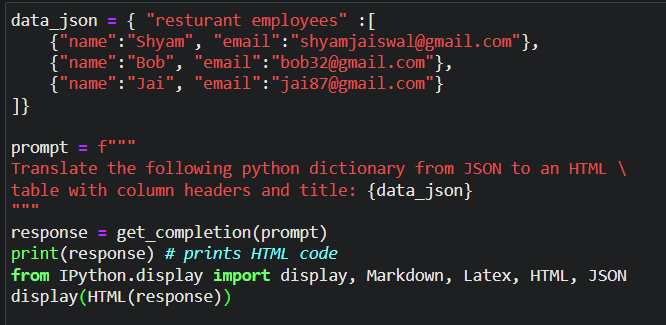 data_json = { "resturant employees" :[
    {"name":"Shyam", "email":"shyamjaiswal@gmail.com"},
    {"name":"Bob", "email":"bob32@gmail.com"},
    {"name":"Jai", "email":"jai87@gmail.com"}
]}

prompt = f"""
Translate the following python dictionary from JSON to an HTML \
table with column headers and title: {data_json}
"""
response = get_completion(prompt)
print(response) # prints HTML code
from IPython.display import display, Markdown, Latex, HTML, JSON
display(HTML(response))